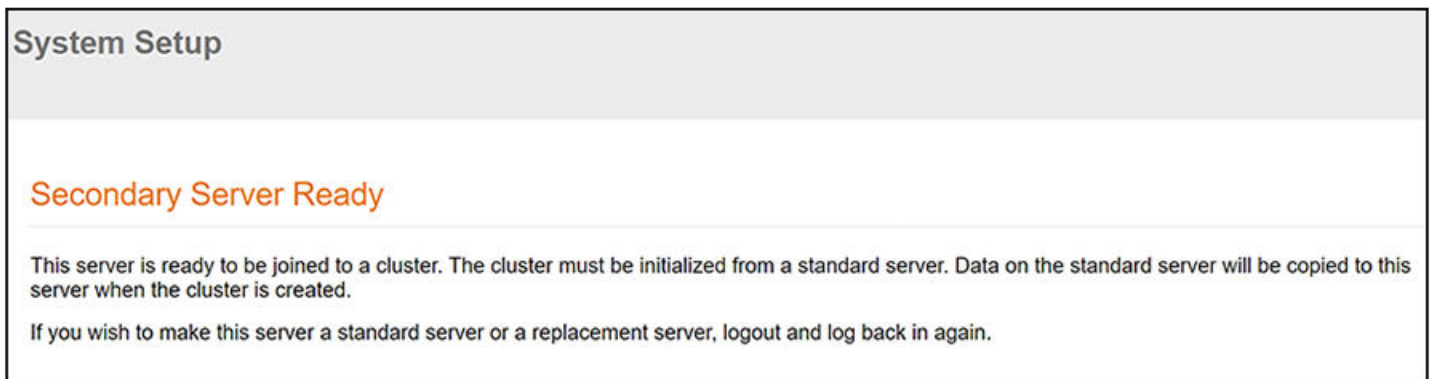 System Setup
Secondary Server Ready
This server is ready to be joined to a cluster. The cluster must be initialized from a standard server. Data on the standard server will be copied to this
server when the cluster is created.
If you wish to make this server a standard server or a replacement server, logout and log back in again.